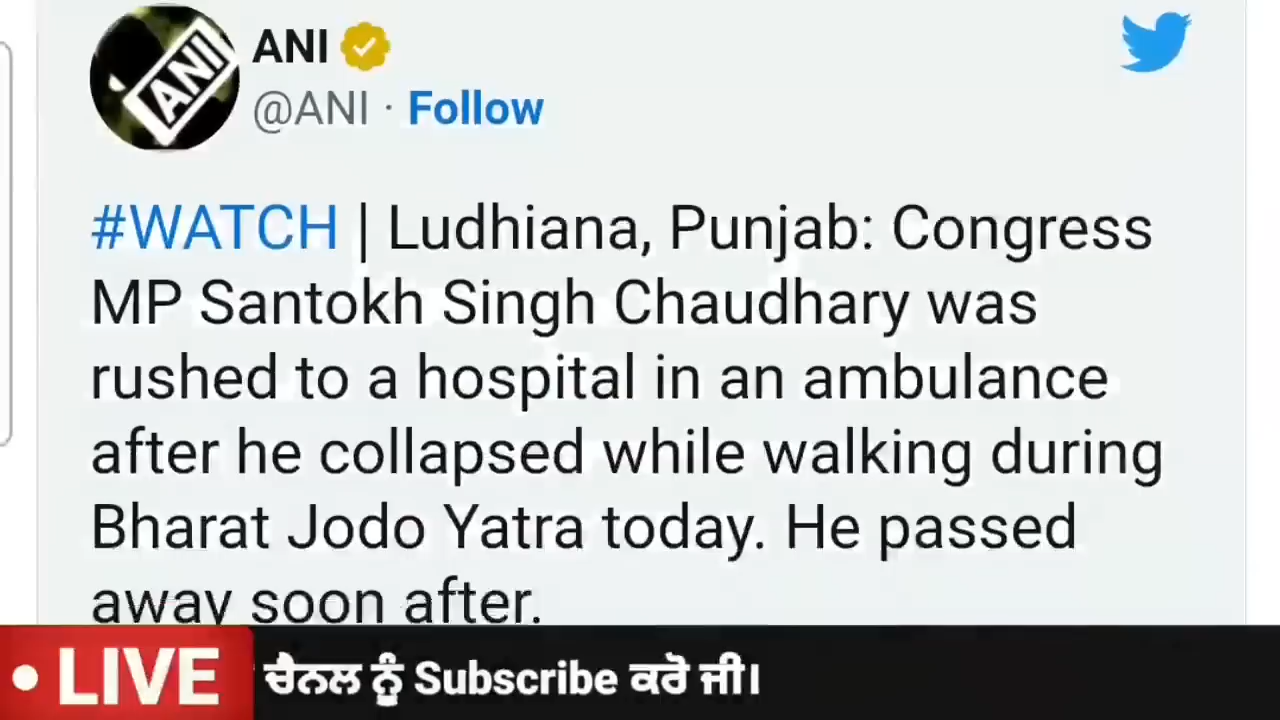 ANI
ANI
@ANI · Follow
#WATCH | Ludhiana, Punjab: Congress
MP Santokh Singh Chaudhary was
rushed to a hospital in an ambulance
after he collapsed while walking during
Bharat Jodo Yatra today. He passed
away soon after.
• LIVE
ਚੈਨਲ ਨੂੰ Subscribe ਕਰੋ ਜੀ।